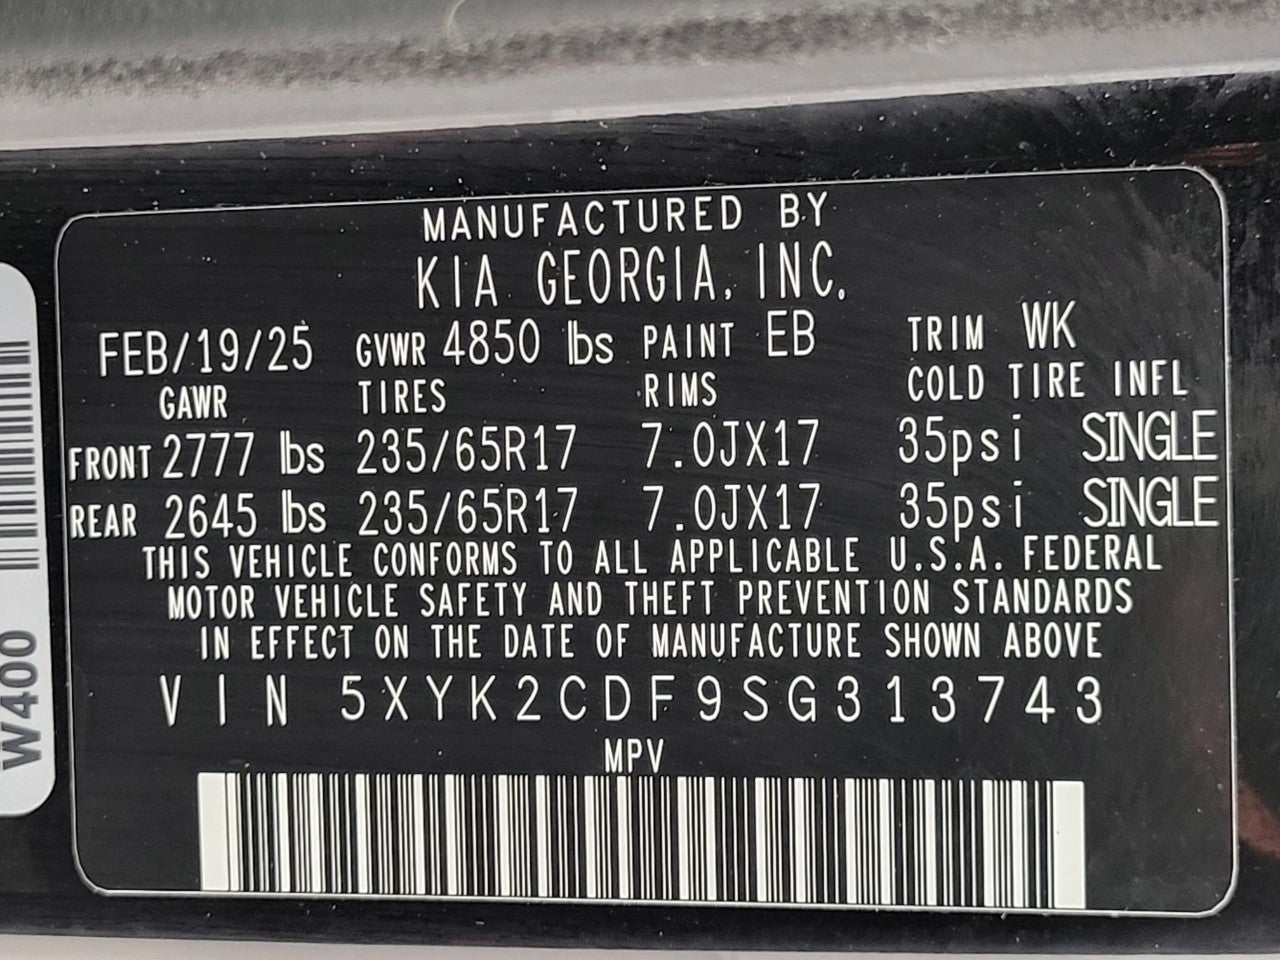 MANUFACTURED BY
KIA GEORGIA, INC.
FEB/19/25 GVWR 4850 lbs PAINT EB TRIM WK
GAWR TIRES RIMS COLD TIRE INFL
FRONT 2777 lbs 235/65R17 7.0JX17 35psi SINGLE
REAR 2645 lbs 235/65R17 7.0JX17 35psi SINGLE
THIS VEHICLE CONFORMS TO ALL APPLICABLE U.S.A. FEDERAL
MOTOR VEHICLE SAFETY AND THEFT PREVENTION STANDARDS
IN EFFECT ON THE DATE OF MANUFACTURE SHOWN ABOVE
VIN 5XYK2CDF9SG313743
MPV
W400